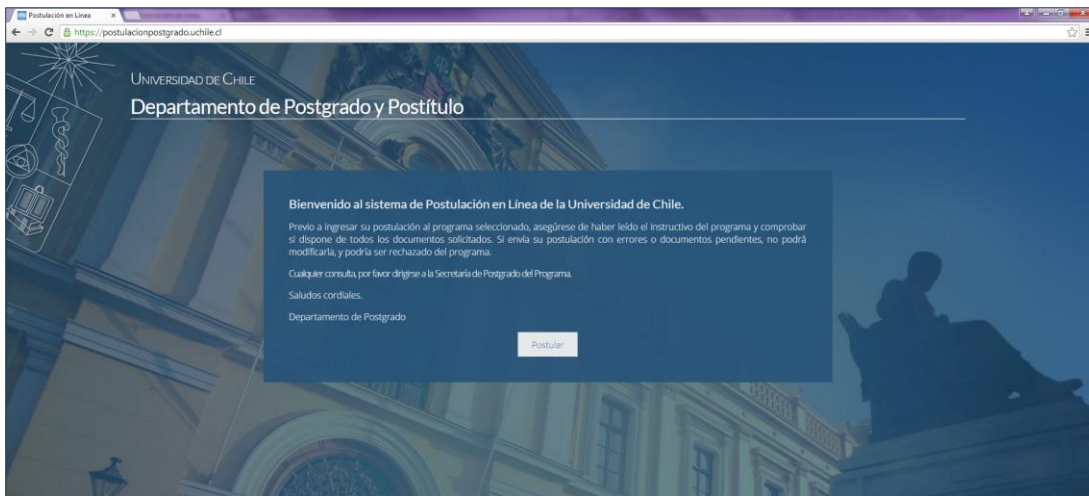 Postulación en Línea
https://postulacionpostgrado.uchile.cl
UNIVERSIDAD DE CHILE
Departamento de Postgrado y Postítulo
Bienvenido al sistema de Postulación en Línea de la Universidad de Chile.
Previo a ingresar su postulación al programa seleccionado, asegúrese de haber leído el Instructivo del programa y comprobar
si dispone de todos los documentos solicitados. Si envía su postulación con errores o documentos pendientes, no podrá
modificarla, y podría ser rechazado del programa.
Cualquier consulta, por favor dirigirse a la Secretaría de Postgrado del Programa.
Saludos cordiales.
Departamento de Postgrado
Postular